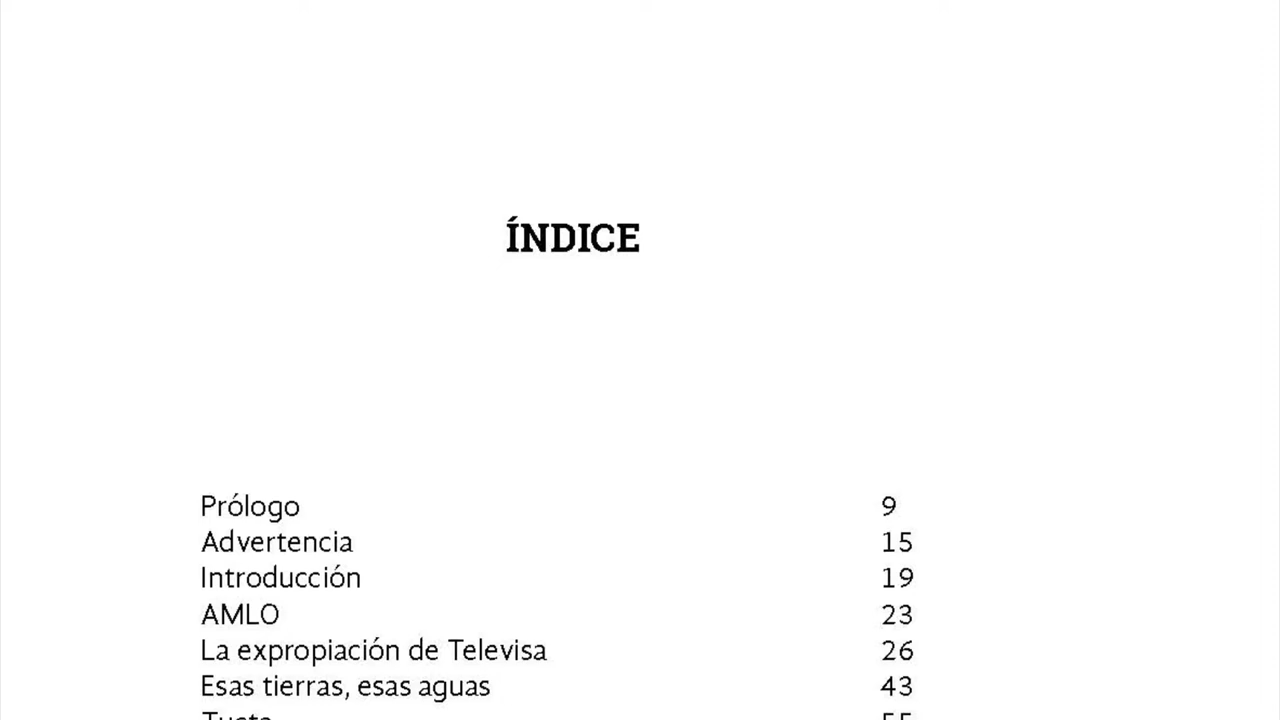 ÍNDICE
Prólogo 9
Advertencia 15
Introducción 19
AMLO 23
La expropiación de Televisa 26
Esas tierras, esas aguas 43
55